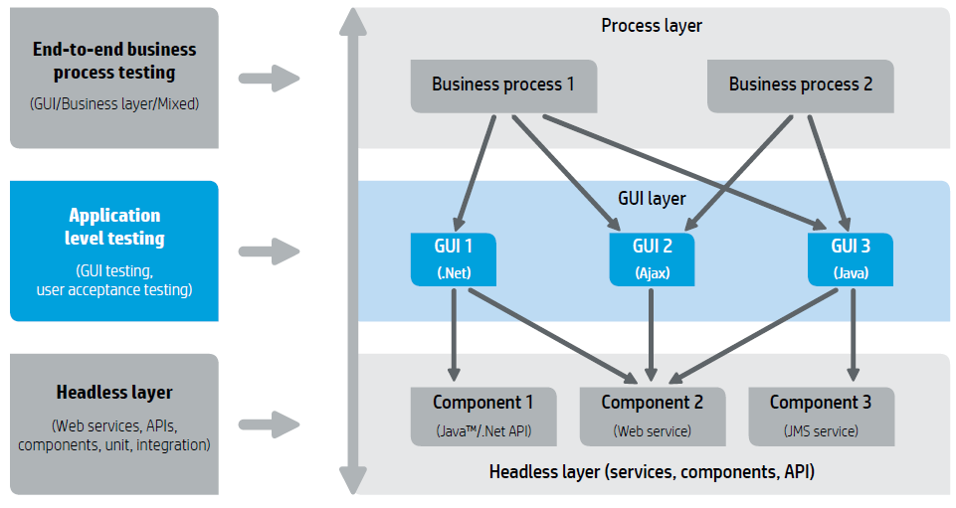 End-to-end business
process testing
(GUI/Business layer/Mixed)
Process layer
Business process 1
Business process 2
Application
level testing
(GUI testing,
user acceptance testing)
GUI layer
GUI 1
(.Net)
GUI 2
(Ajax)
GUI 3
(Java)
Headless layer
(Web services, APIs,
components, unit, integration)
Component 1
(Java™/.Net API)
Component 2
(Web service)
Component 3
(JMS service)
Headless layer (services, components, API)